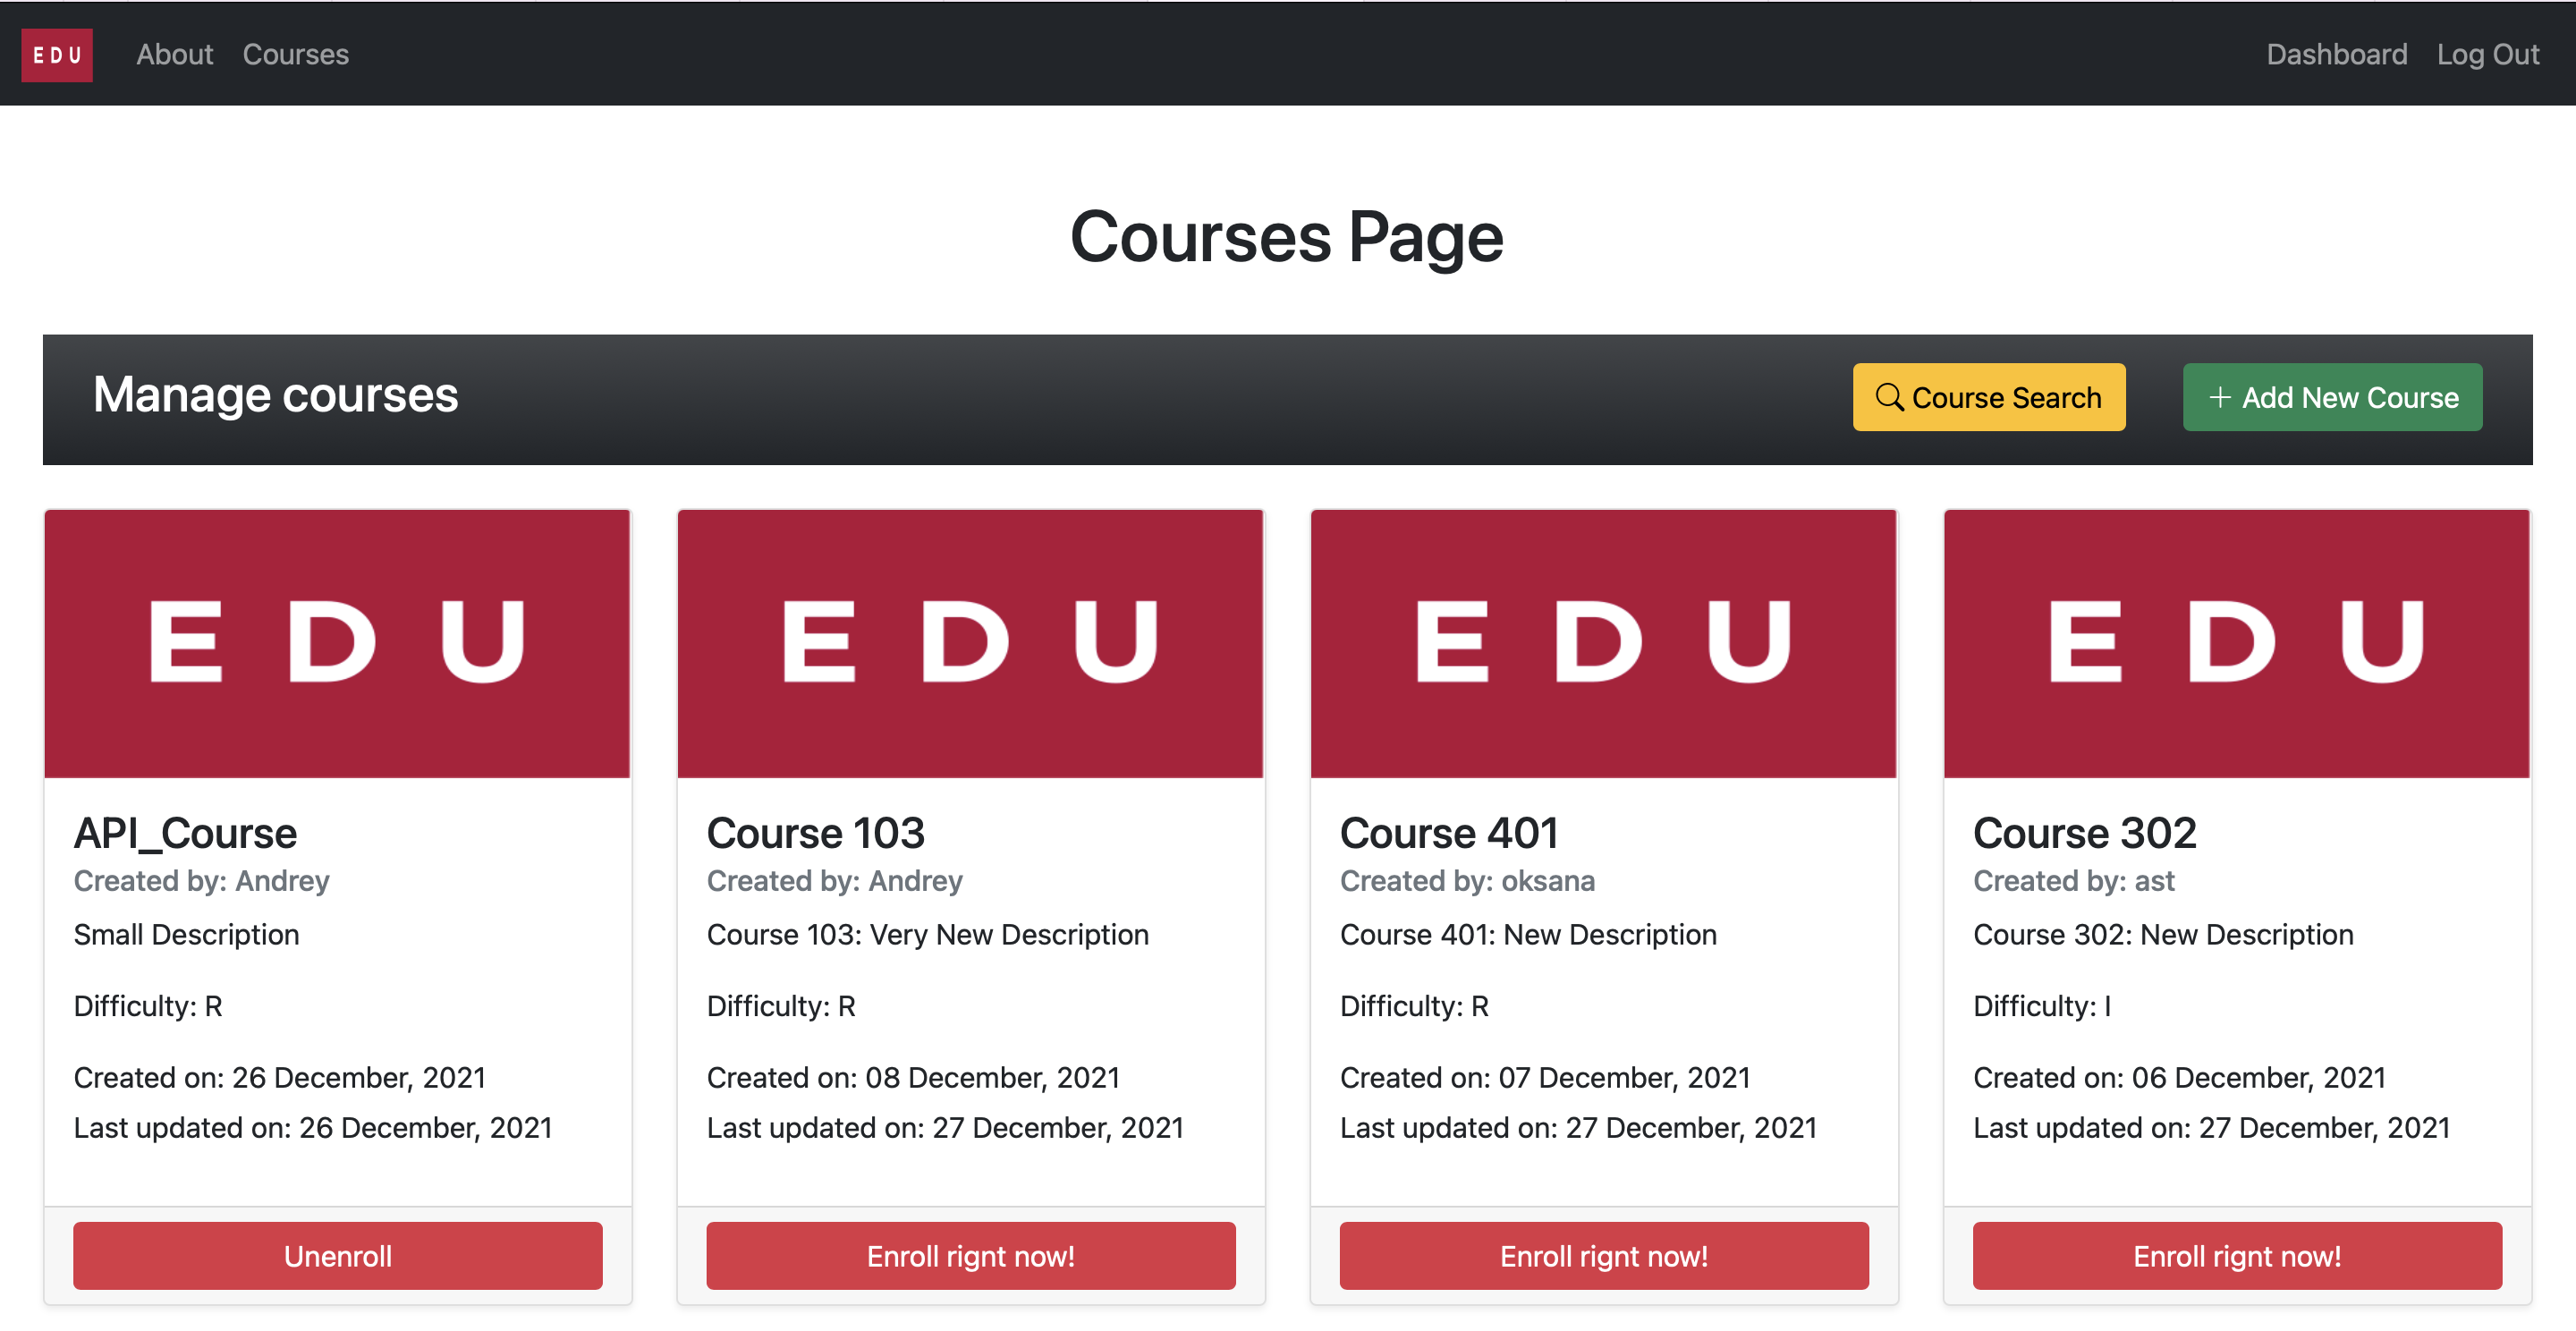 EDU About Courses Dashboard Log Out
Courses Page
Manage courses Course Search + Add New Course
E D U
API_Course
Created by: Andrey
Small Description
Difficulty: R
Created on: 26 December, 2021
Last updated on: 26 December, 2021
Unenroll
E D U
Course 103
Created by: Andrey
Course 103: Very New Description
Difficulty: R
Created on: 08 December, 2021
Last updated on: 27 December, 2021
Enroll rignt now!
E D U
Course 401
Created by: oksana
Course 401: New Description
Difficulty: R
Created on: 07 December, 2021
Last updated on: 27 December, 2021
Enroll rignt now!
E D U
Course 302
Created by: ast
Course 302: New Description
Difficulty: I
Created on: 06 December, 2021
Last updated on: 27 December, 2021
Enroll rignt now!